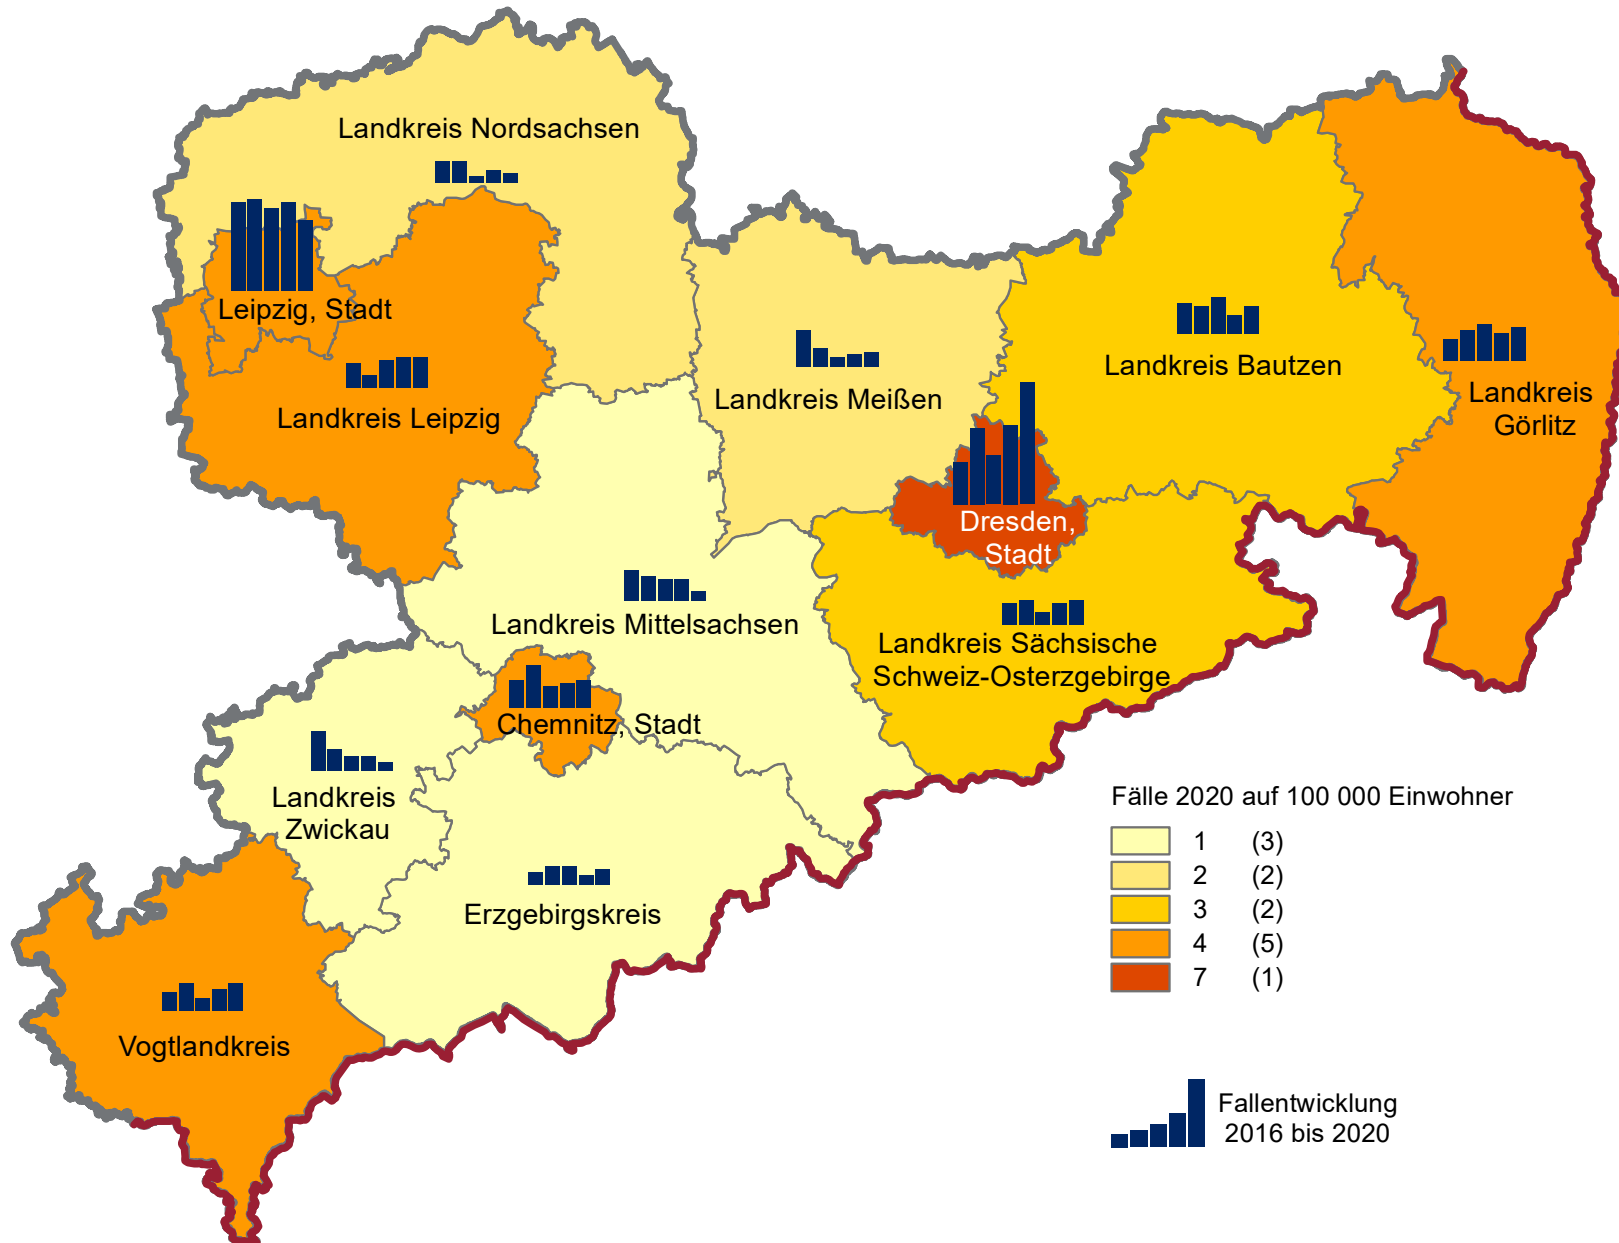 Landkreis Nordsachsen
Leipzig, Stadt
Landkreis Leipzig
Landkreis Meißen
Landkreis Bautzen
Landkreis
Görlitz
Dresden,
Stadt
Landkreis Mittelsachsen
Landkreis Sächsische
Schweiz-Osterzgebirge
Chemnitz, Stadt
Landkreis
Zwickau
Erzgebirgskreis
Vogtlandkreis
Fälle 2020 auf 100 000 Einwohner
1 (3)
2 (2)
3 (2)
4 (5)
7 (1)
Fallentwicklung
2016 bis 2020